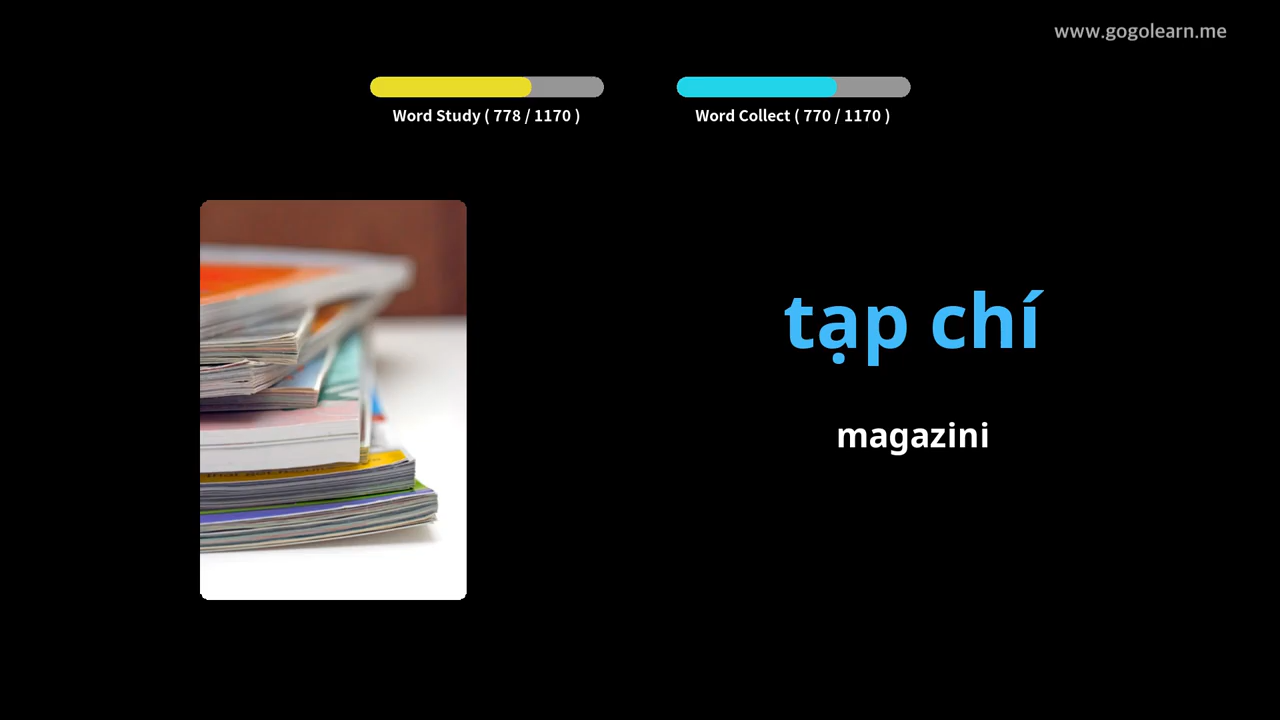 www.gogolearn.me
Word Study ( 778 / 1170 )
Word Collect ( 770 / 1170 )
tạp chí
magazini